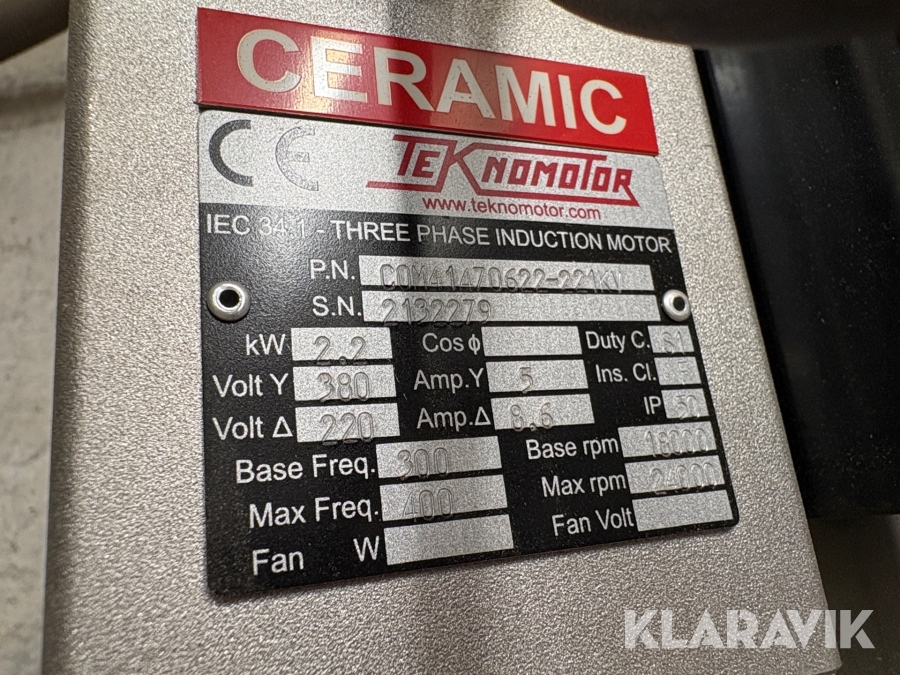 CERAMIC
CE TEKNOMOTOR
www.teknomotor.com
IEC 34.1 - THREE PHASE INDUCTION MOTOR
P.N. COM41470622-221KV
S.N. 2132279
kW 2.2 Cos ϕ Duty C. S1
Volt Y 380 Amp.Y 5 Ins. Cl.
Volt Δ 220 Amp.Δ 8.6 IP 50
Base Freq. 300 Base rpm 18000
Max Freq. 400 Max rpm 24000
Fan W Fan Volt
KLARAVIK